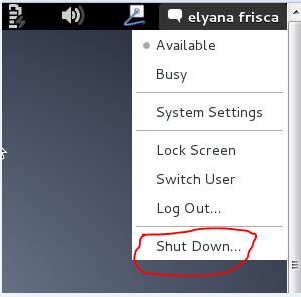 elyana frisca
Available
Busy
System Settings
Lock Screen
Switch User
Log Out...
Shut Down...